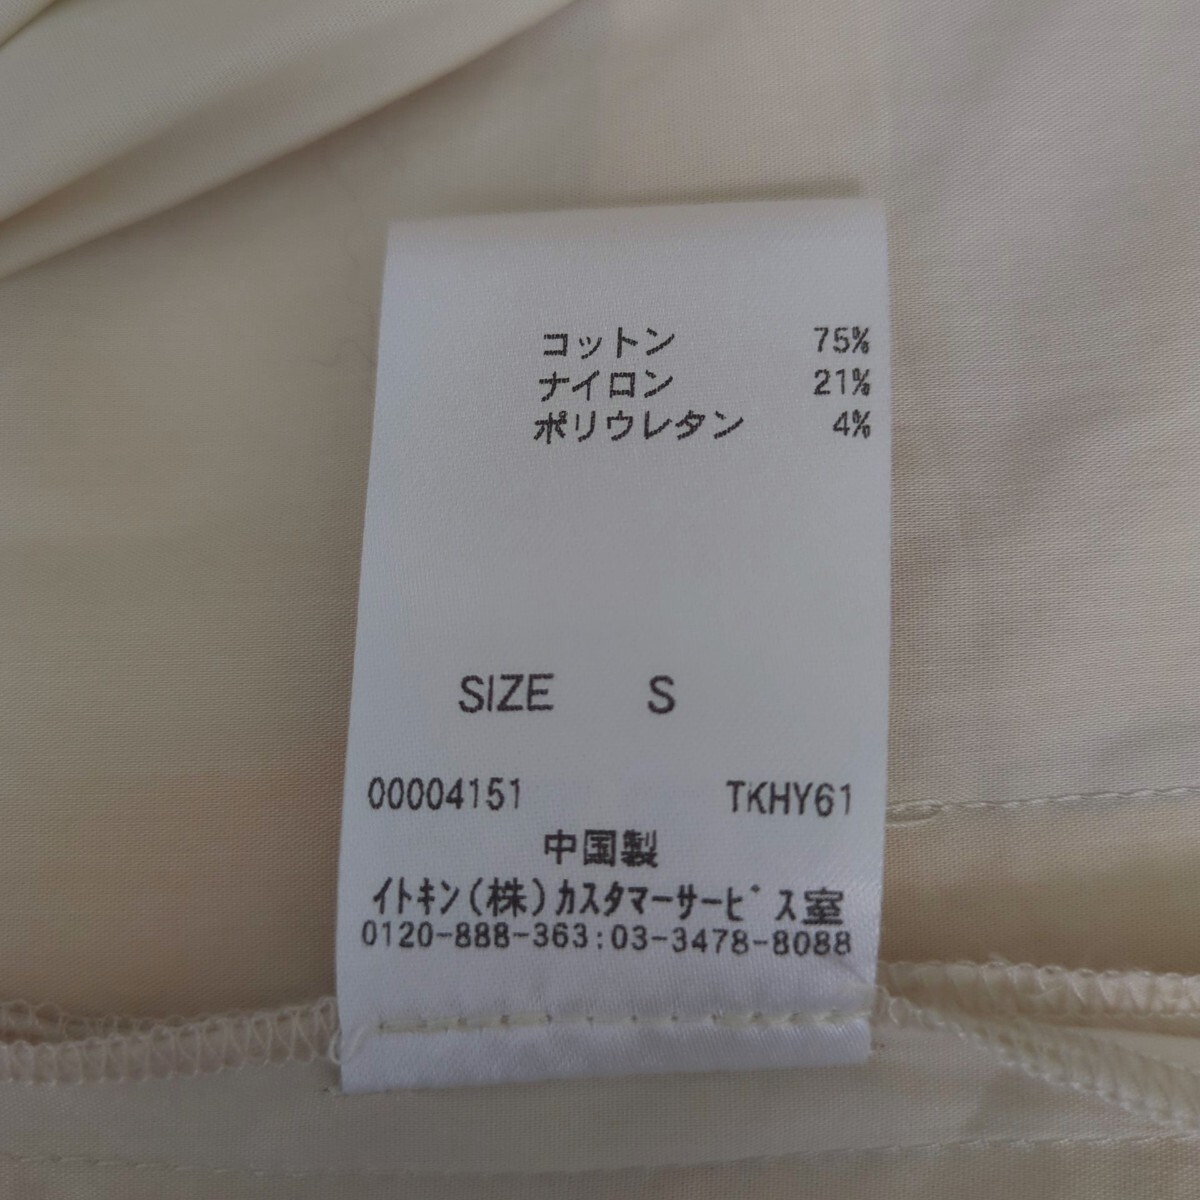 コットン 75%
ナイロン 21%
ポリウレタン 4%
SIZE S
00004151 TKHY61
中国製
イトキン(株)カスタマーサービス室
0120-888-363:03-3478-8088